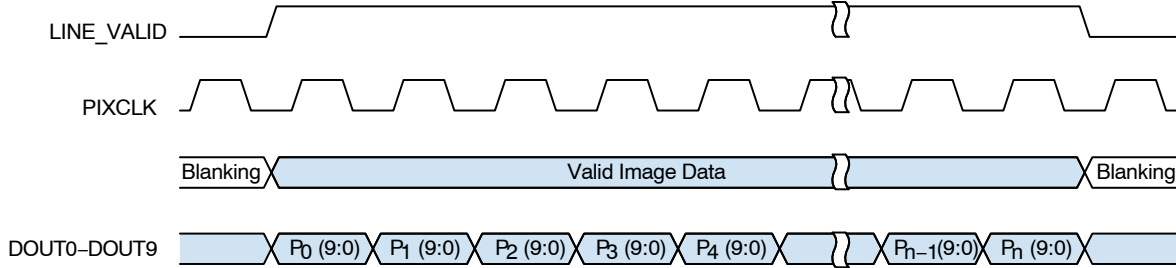 LINE_VALID
PIXCLK
Blanking Valid Image Data Blanking
DOUT0–DOUT9 P0 (9:0) P1 (9:0) P2 (9:0) P3 (9:0) P4 (9:0) Pn–1(9:0) Pn (9:0)